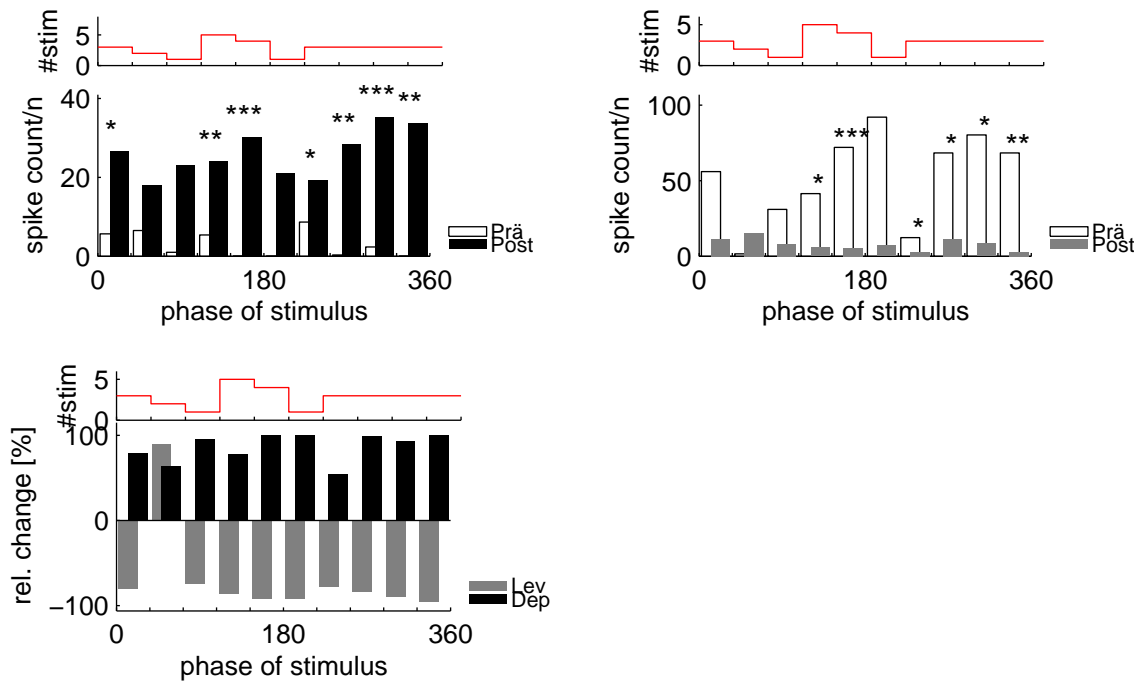 #stim
5
0
spike count/n
40
20
0
*
**
***
*
**
***
**
Prä
Post
0
180
360
phase of stimulus
#stim
5
0
spike count/n
100
50
0
*
***
*
*
*
**
Prä
Post
0
180
360
phase of stimulus
#stim
5
0
rel. change [%]
100
0
−100
Lev
Dep
0
180
360
phase of stimulus